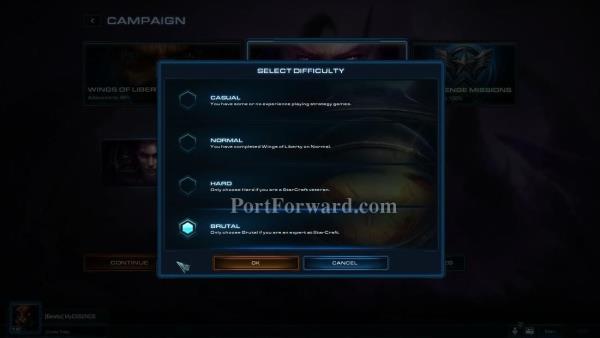 CAMPAIGN
WINGS OF LIBER
ENGE MISSIONS
SELECT DIFFICULTY
CASUAL
You have some or no experience playing strategy games.
NORMAL
You have completed Wings of Liberty on Normal.
HARD
Only choose Hard if you are a StarCraft veteran.
PortForward.com
BRUTAL
Only choose Brutal if you are an expert at StarCraft.
CONTINUE
OK
CANCEL